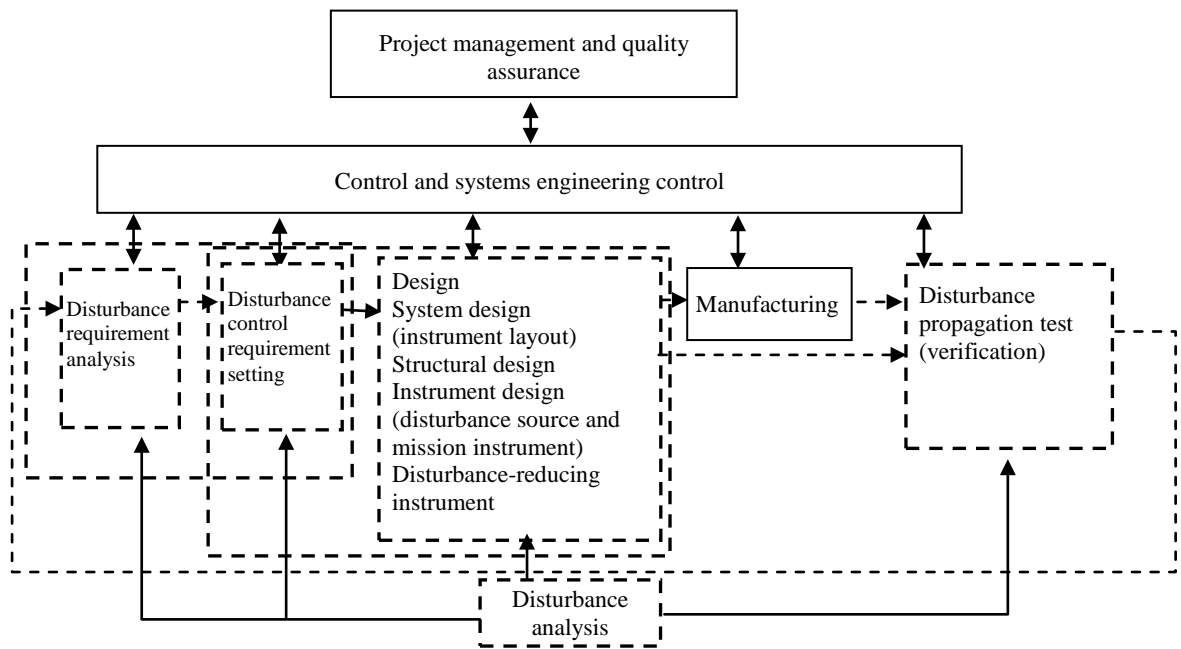 Project management and quality
assurance
Control and systems engineering control
Disturbance
requirement
analysis
Disturbance
control
requirement
setting
Design
System design
(instrument layout)
Structural design
Instrument design
(disturbance source and
mission instrument)
Disturbance-reducing
instrument
Manufacturing
Disturbance
propagation test
(verification)
Disturbance
analysis